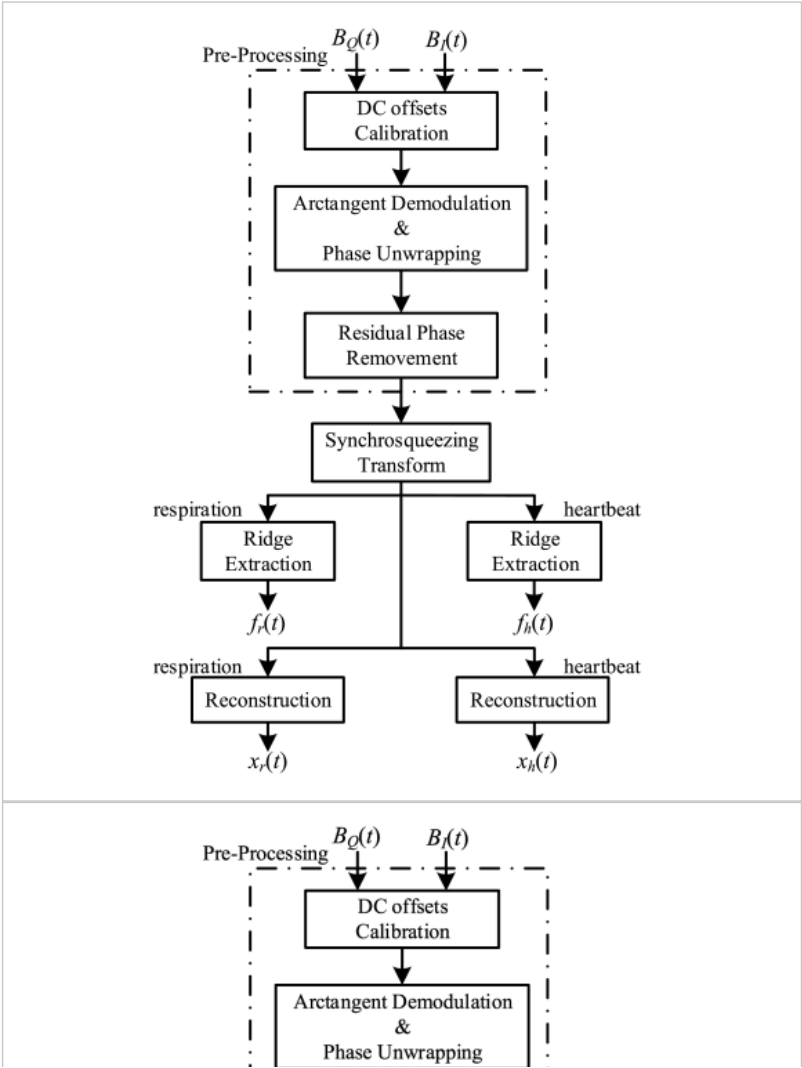 B_Q(t) B_I(t)
Pre-Processing
DC offsets
Calibration
Arctangent Demodulation
&
Phase Unwrapping
Residual Phase
Removement
Synchrosqueezing
Transform
respiration heartbeat
Ridge Ridge
Extraction Extraction
f_r(t) f_h(t)
respiration heartbeat
Reconstruction Reconstruction
x_r(t) x_h(t)
B_Q(t) B_I(t)
Pre-Processing
DC offsets
Calibration
Arctangent Demodulation
&
Phase Unwrapping